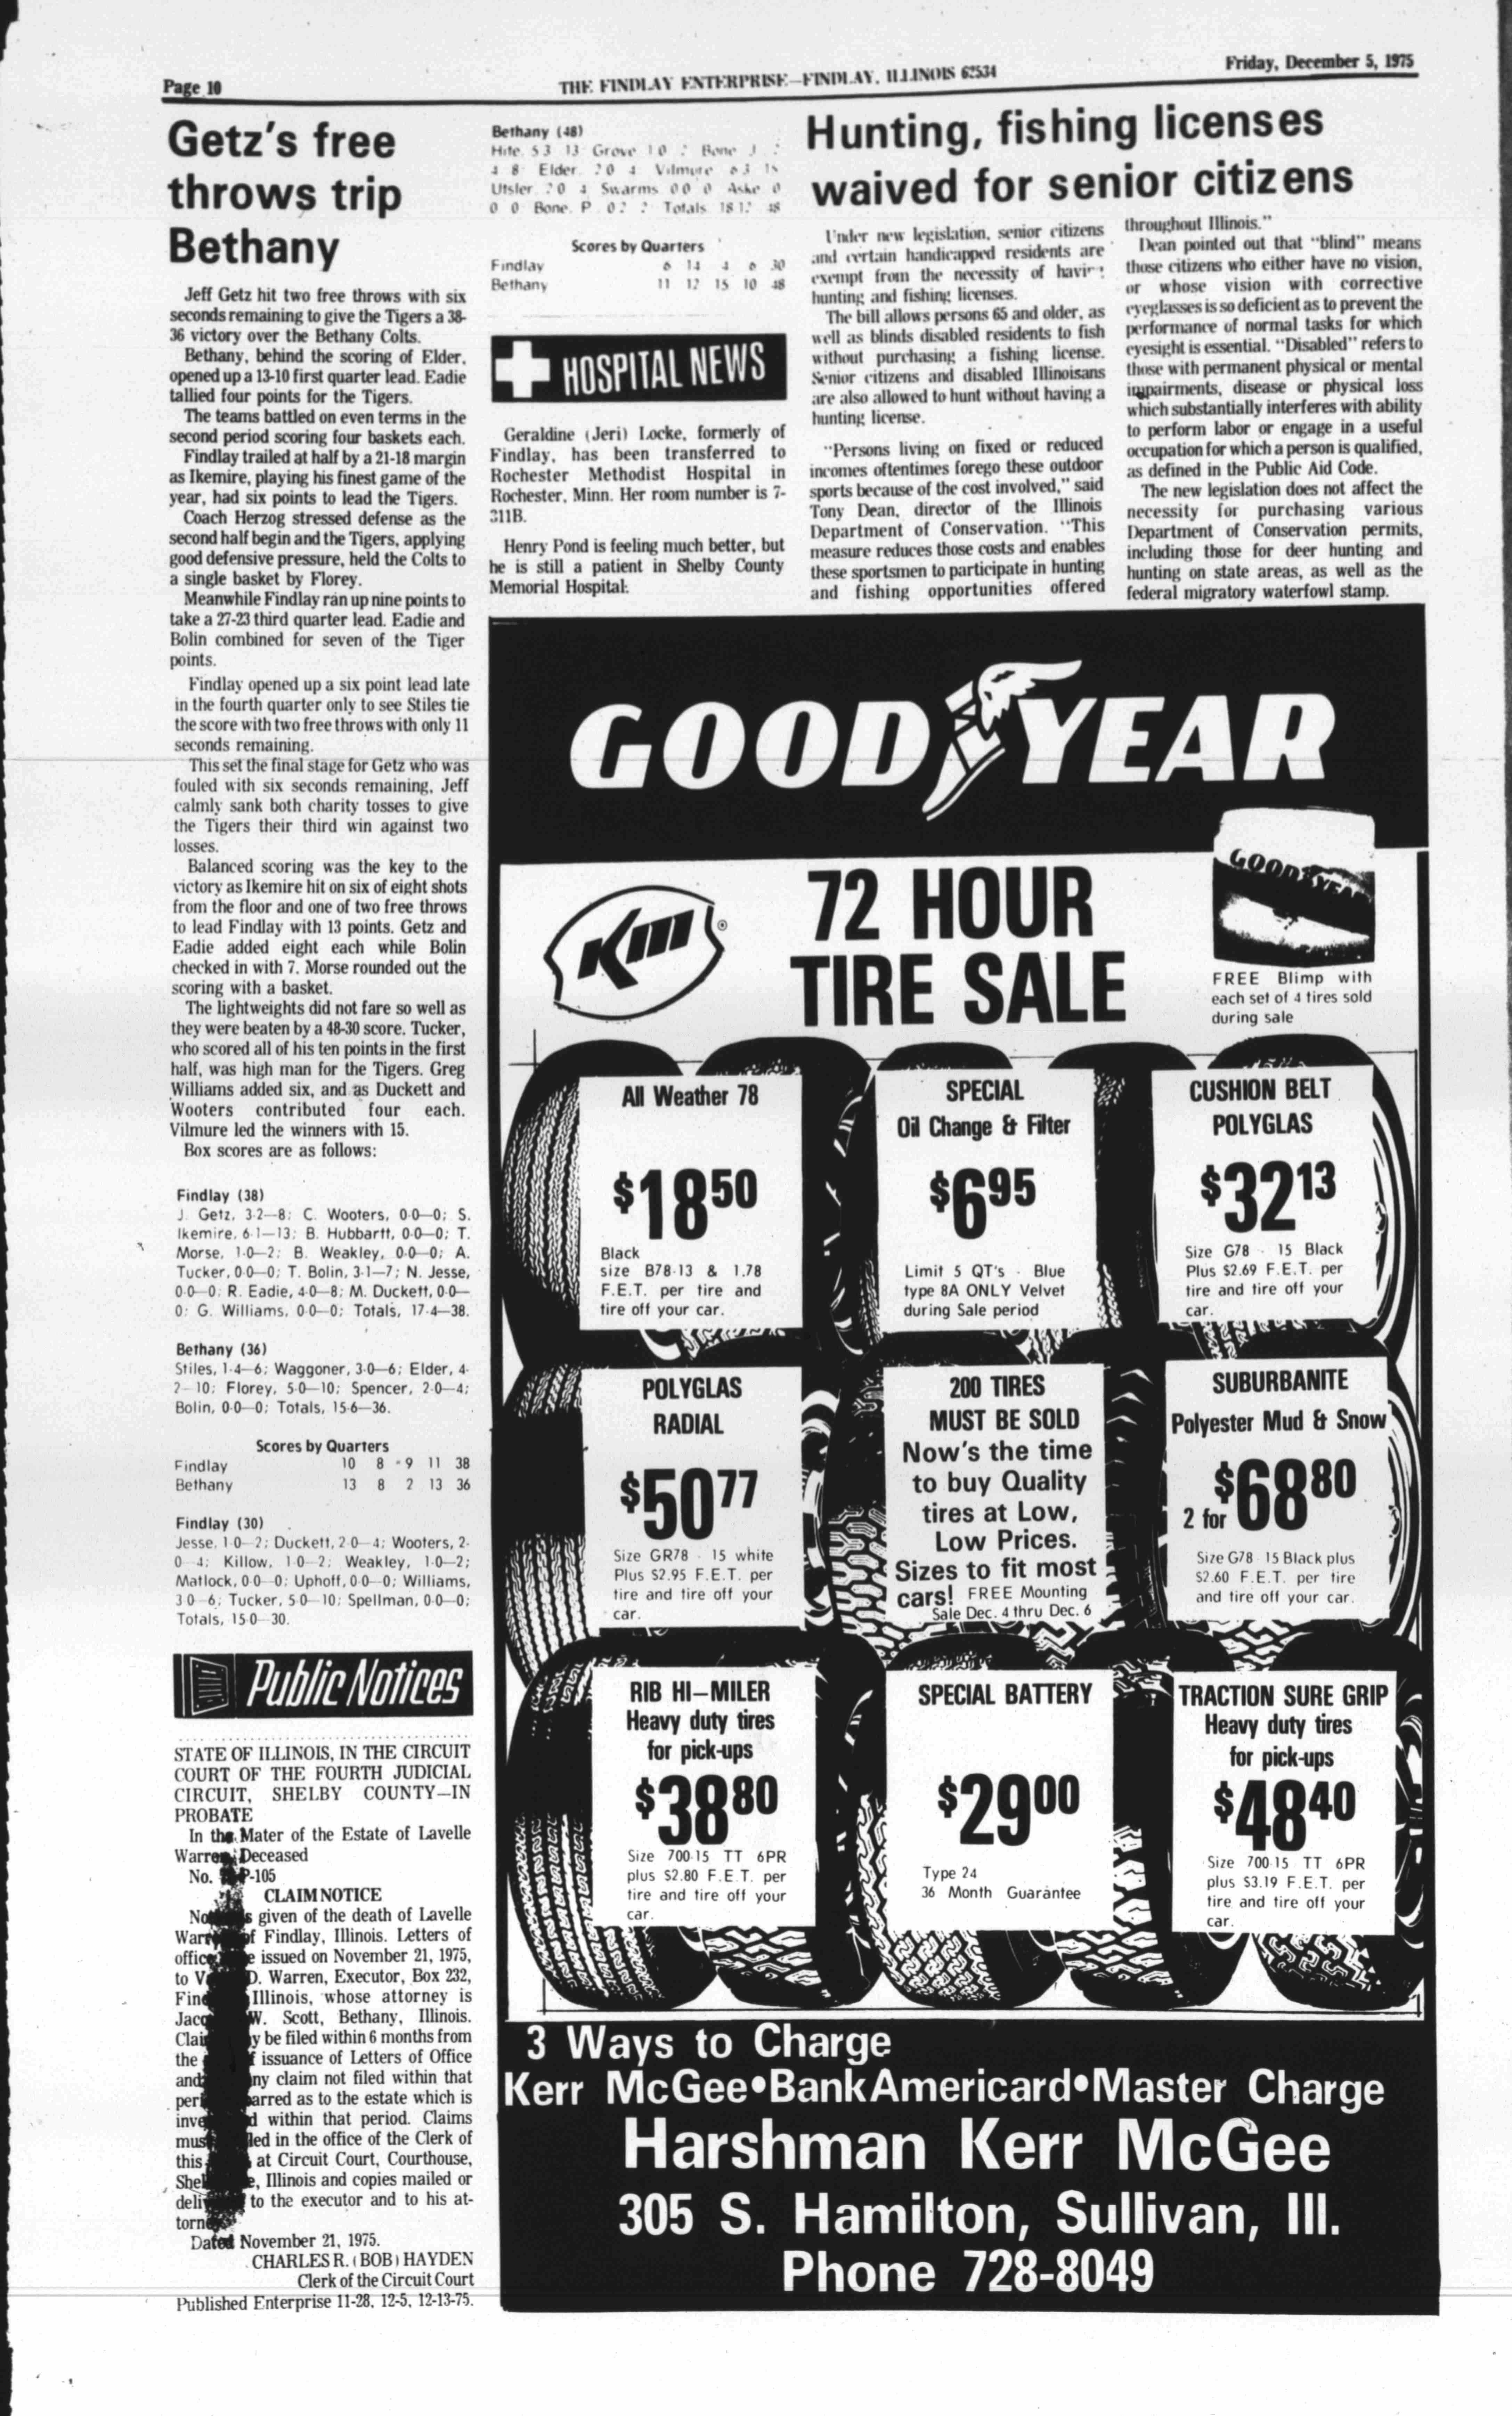 Page 10
THE FINDLAY ENTERPRISE—FINDLAY, ILLINOIS 62534
Friday, December 5, 1975
Getz's free
throws trip
Bethany
Jeff Getz hit two free throws with six
seconds remaining to give the Tigers a 38-
36 victory over the Bethany Colts.
Bethany, behind the scoring of Elder,
opened up a 13-10 first quarter lead. Eadie
tallied four points for the Tigers.
The teams battled on even terms in the
second period scoring four baskets each.
Findlay trailed at half by a 21-18 margin
as Ikemire, playing his finest game of the
year, had six points to lead the Tigers.
Coach Herzog stressed defense as the
second half begin and the Tigers, applying
good defensive pressure, held the Colts to
a single basket by Florey.
Meanwhile Findlay ran up nine points to
take a 27-23 third quarter lead. Eadie and
Bolin combined for seven of the Tiger
points.
Findlay opened up a six point lead late
in the fourth quarter only to see Stiles tie
the score with two free throws with only 11
seconds remaining.
This set the final stage for Getz who was
fouled with six seconds remaining, Jeff
calmly sank both charity tosses to give
the Tigers their third win against two
losses.
Balanced scoring was the key to the
victory as Ikemire hit on six of eight shots
from the floor and one of two free throws
to lead Findlay with 13 points. Getz and
Eadie added eight each while Bolin
checked in with 7. Morse rounded out the
scoring with a basket.
The lightweights did not fare so well as
they were beaten by a 48-30 score. Tucker,
who scored all of his ten points in the first
half, was high man for the Tigers. Greg
Williams added six, and as Duckett and
Wooters contributed four each.
Vilmure led the winners with 15.
Box scores are as follows:
Findlay (38)
J. Getz, 3-2—8; C. Wooters, 0-0—0; S.
Ikemire, 6-1—13; B. Hubbartt, 0-0—0; T.
Morse, 1-0—2; B. Weakley, 0-0—0; A.
Tucker, 0-0—0; T. Bolin, 3-1—7; N. Jesse,
0-0—0; R. Eadie, 4-0—8; M. Duckett, 0-0—
0; G. Williams, 0-0—0; Totals, 17-4—38.
Bethany (36)
Stiles, 1-4—6; Waggoner, 3-0—6; Elder, 4-
2—10; Florey, 5-0—10; Spencer, 2-0—4;
Bolin, 0-0—0; Totals, 15-6—36.
Scores by Quarters
Findlay 10 8 9 11 38
Bethany 13 8 2 13 36
Findlay (30)
Jesse, 1-0—2; Duckett, 2-0—4; Wooters, 2-
0—4; Killow, 1-0—2; Weakley, 1-0—2;
Matlock, 0-0—0; Uphoff, 0-0—0; Williams,
3-0—6; Tucker, 5-0—10; Spellman, 0-0—0;
Totals, 15-0—30.
Public Notices
STATE OF ILLINOIS, IN THE CIRCUIT
COURT OF THE FOURTH JUDICIAL
CIRCUIT, SHELBY COUNTY—IN
PROBATE
In the Mater of the Estate of Lavelle
Warren, Deceased
No. P-105
CLAIM NOTICE
given of the death of Lavelle
of Findlay, Illinois. Letters of
issued on November 21, 1975,
to D. Warren, Executor, Box 232,
Illinois, whose attorney is
W. Scott, Bethany, Illinois.
be filed within 6 months from
the issuance of Letters of Office
and claim not filed within that
as to the estate which is
within that period. Claims
in the office of the Clerk of
this at Circuit Court, Courthouse,
Illinois and copies mailed or
to the executor and to his at-
Dated November 21, 1975.
CHARLES R. (BOB) HAYDEN
Clerk of the Circuit Court
Published Enterprise 11-28, 12-5, 12-13-75.
Bethany (48)
Hite, 5 3 13 Grove 1 0 2 Bone J 2
4 8 Elder 2 0 4 Vilmure 6 3 15
Utsler 2 0 4 Swarms 0 0 0 Aske 0
0 0 Bone, P. 0 2 2 Totals 18 12 48
Scores by Quarters
Findlay 6 14 4 6 30
Bethany 11 12 15 10 48
HOSPITAL NEWS
Geraldine (Jeri) Locke, formerly of
Findlay, has been transferred to
Rochester Methodist Hospital in
Rochester, Minn. Her room number is 7-
311B.
Henry Pond is feeling much better, but
he is still a patient in Shelby County
Memorial Hospital.
Hunting, fishing licenses
waived for senior citizens
Under new legislation, senior citizens
and certain handicapped residents are
exempt from the necessity of having
hunting and fishing licenses.
The bill allows persons 65 and older, as
well as blinds disabled residents to fish
without purchasing a fishing license.
Senior citizens and disabled Illinoisans
are also allowed to hunt without having a
hunting license.
"Persons living on fixed or reduced
incomes oftentimes forego these outdoor
sports because of the cost involved," said
Tony Dean, director of the Illinois
Department of Conservation. "This
measure reduces those costs and enables
these sportsmen to participate in hunting
and fishing opportunities offered
throughout Illinois."
Dean pointed out that "blind" means
those citizens who either have no vision,
or whose vision with corrective
eyeglasses is so deficient as to prevent the
performance of normal tasks for which
eyesight is essential. "Disabled" refers to
those with permanent physical or mental
impairments, disease or physical loss
which substantially interferes with ability
to perform labor or engage in a useful
occupation for which a person is qualified,
as defined in the Public Aid Code.
The new legislation does not affect the
necessity for purchasing various
Department of Conservation permits,
including those for deer hunting and
hunting on state areas, as well as the
federal migratory waterfowl stamp.
GOODYEAR
Km®
72 HOUR
TIRE SALE
GOODYEAR
FREE Blimp with
each set of 4 tires sold
during sale
All Weather 78
$18 50
Black
size B78-13 & 1.78
F.E.T. per tire and
tire off your car.
SPECIAL
Oil Change & Filter
$6 95
Limit 5 QT's - Blue
type 8A ONLY Velvet
during Sale period
CUSHION BELT
POLYGLAS
$32 13
Size G78 - 15 Black
Plus $2.69 F.E.T. per
tire and tire off your
car.
POLYGLAS
RADIAL
$50 77
Size GR78 - 15 white
Plus $2.95 F.E.T. per
tire and tire off your
car.
200 TIRES
MUST BE SOLD
Now's the time
to buy Quality
tires at Low,
Low Prices.
Sizes to fit most
cars! FREE Mounting
Sale Dec. 4 thru Dec. 6
SUBURBANITE
Polyester Mud & Snow
2 for $68 80
Size G78 - 15 Black plus
$2.60 F.E.T. per tire
and tire off your car.
RIB HI-MILER
Heavy duty tires
for pick-ups
$38 80
Size 700-15 TT 6PR
plus $2.80 F.E.T. per
tire and tire off your
car.
SPECIAL BATTERY
$29 00
Type 24
36 Month Guarantee
TRACTION SURE GRIP
Heavy duty tires
for pick-ups
$48 40
Size 700-15 TT 6PR
plus $3.19 F.E.T. per
tire and tire off your
car.
3 Ways to Charge
Kerr McGee•BankAmericard•Master Charge
Harshman Kerr McGee
305 S. Hamilton, Sullivan, Ill.
Phone 728-8049